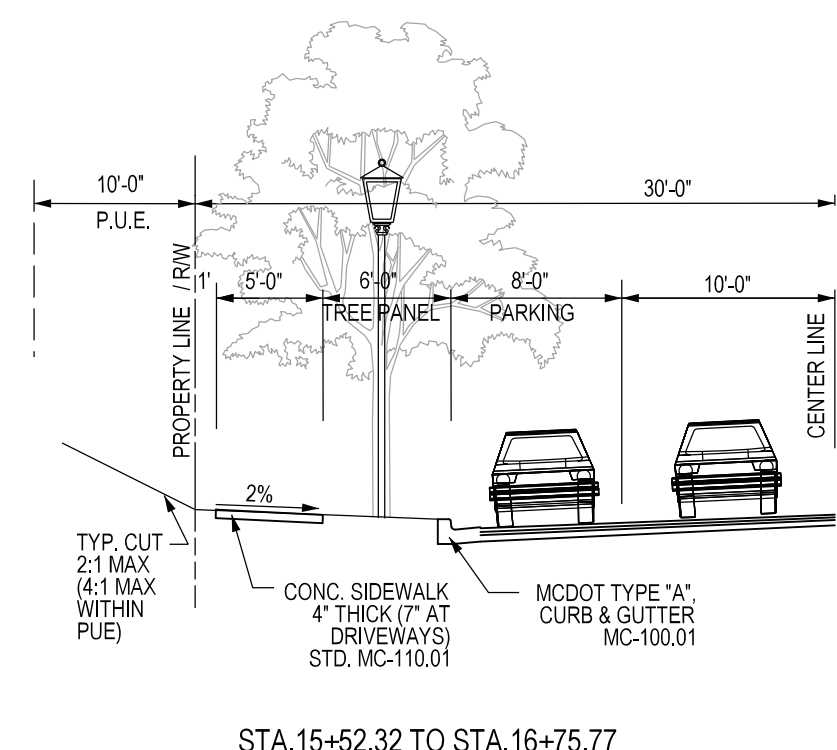 10'-0"
30'-0"
P.U.E.
PROPERTY LINE / R/W
1'
5-0"
6'-0"
8'-0"
10'-0"
TREE PANEL
PARKING
CENTER LINE
2%
TYP. CUT
2:1 MAX
(4:1 MAX
WITHIN
PUE)
CONC. SIDEWALK
4" THICK (7" AT
DRIVEWAYS)
STD. MC-110.01
MCDOT TYPE "A",
CURB & GUTTER
MC-100.01
STA.15+52.32 TO STA.16+75.77